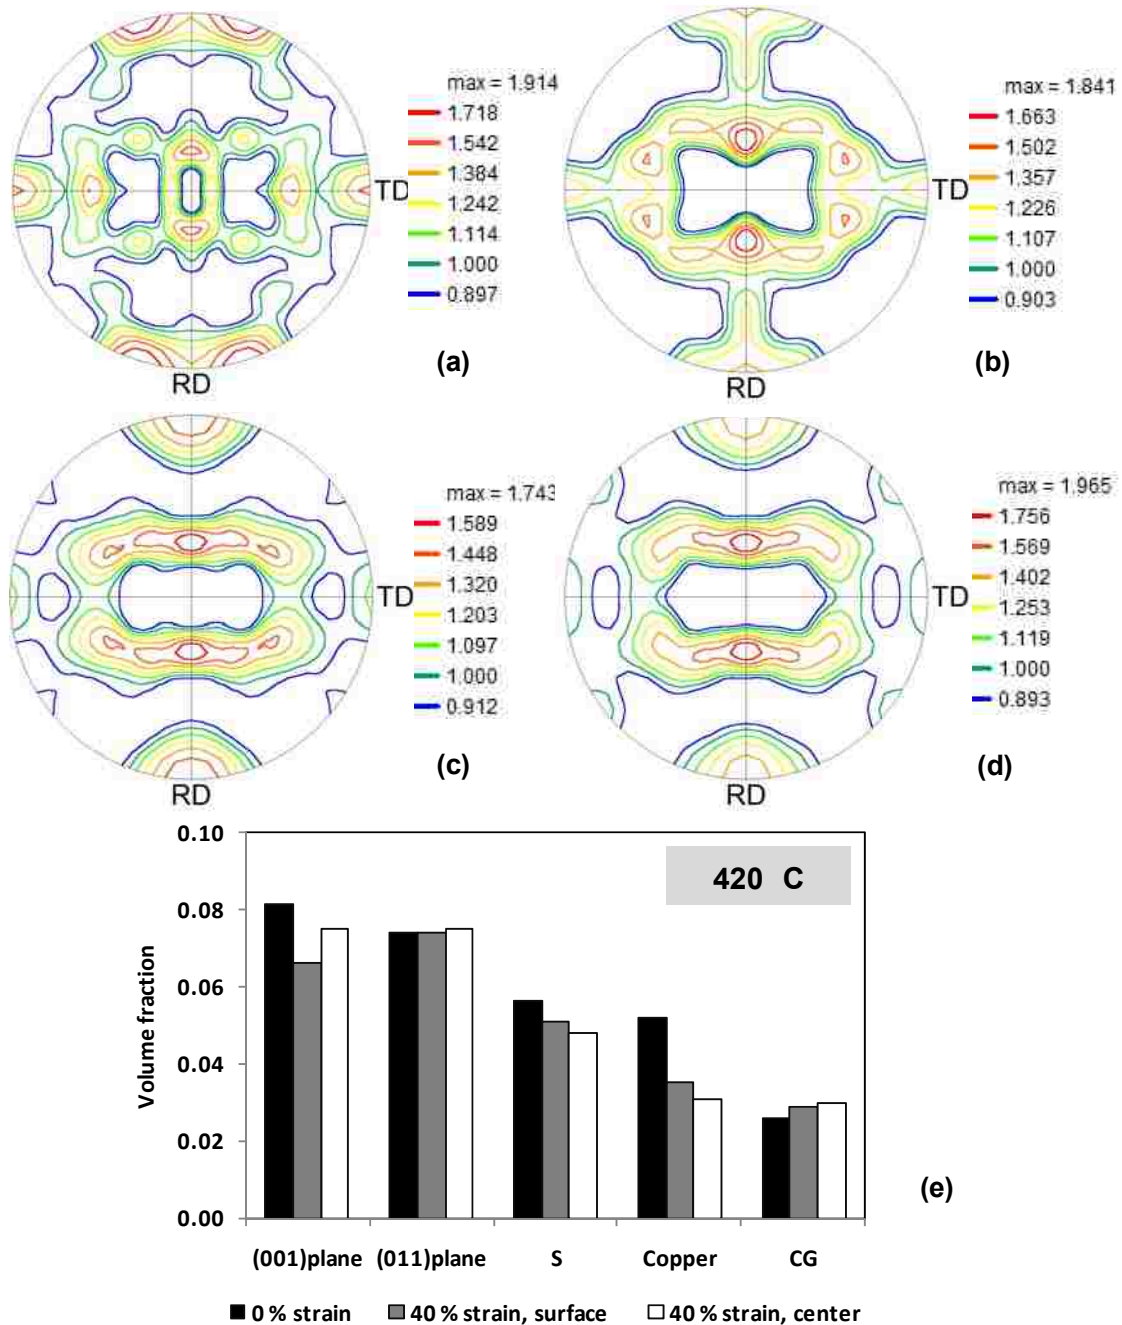 max = 1.914
1.718
1.542
1.384
1.242
1.114
1.000
0.897
TD
RD
(a)
max = 1.841
1.663
1.502
1.357
1.226
1.107
1.000
0.903
TD
RD
(b)
max = 1.743
1.589
1.448
1.320
1.203
1.097
1.000
0.912
TD
RD
(c)
max = 1.965
1.756
1.569
1.402
1.253
1.119
1.000
0.893
TD
RD
(d)
420 C
Volume fraction
0.10
0.08
0.06
0.04
0.02
0.00
(001)plane (011)plane S Copper CG
0 % strain 40 % strain, surface 40 % strain, center
(e)